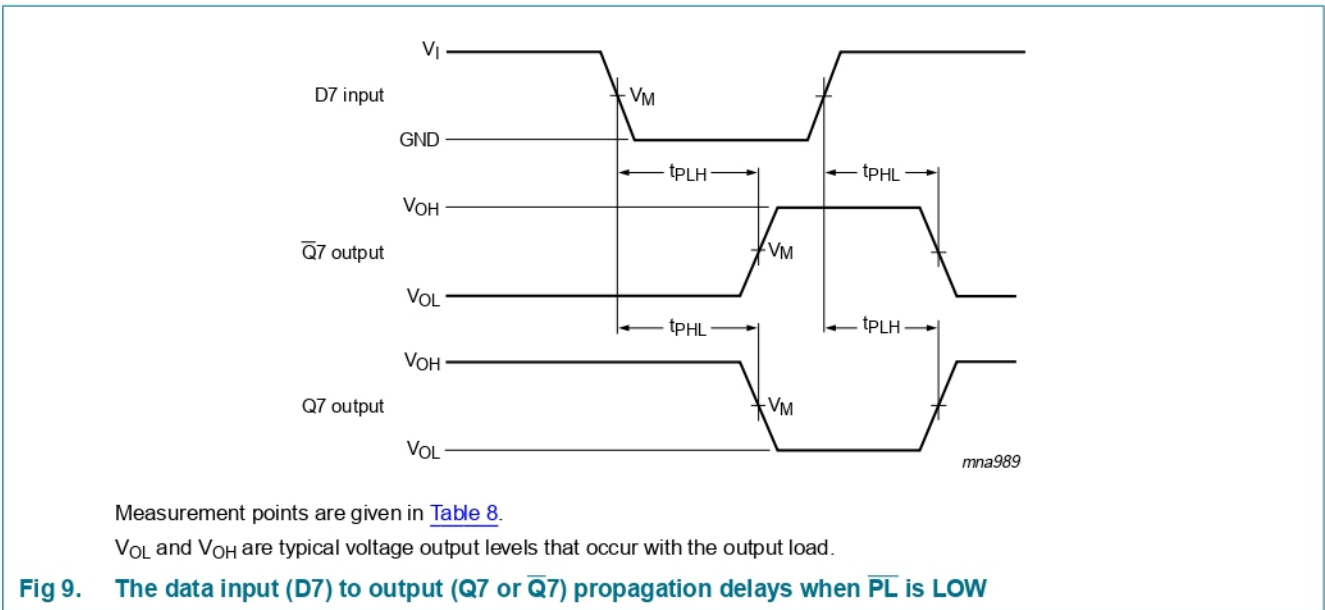 VI
D7 input
VM
GND
tPLH
tPHL
VOH
Q̅7 output
VM
VOL
tPHL
tPLH
VOH
Q7 output
VM
VOL
mna989
Measurement points are given in Table 8.
VOL and VOH are typical voltage output levels that occur with the output load.
Fig 9. The data input (D7) to output (Q7 or Q̅7) propagation delays when P̅L̅ is LOW